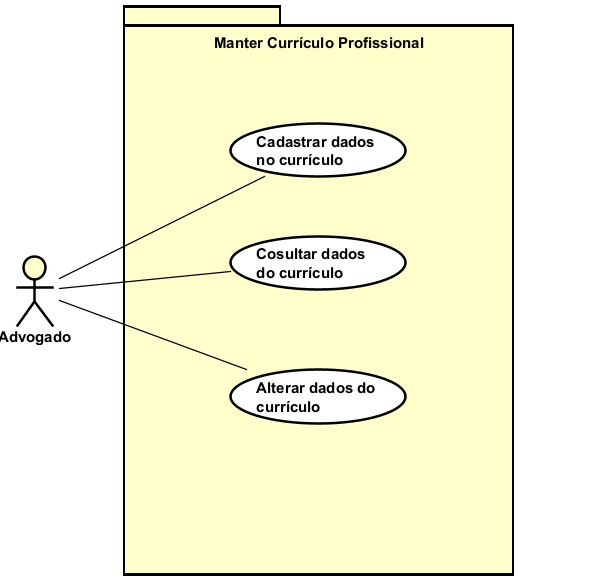 Manter Currículo Profissional
Cadastrar dados
no currículo
Cosultar dados
do currículo
Advogado
Alterar dados do
currículo